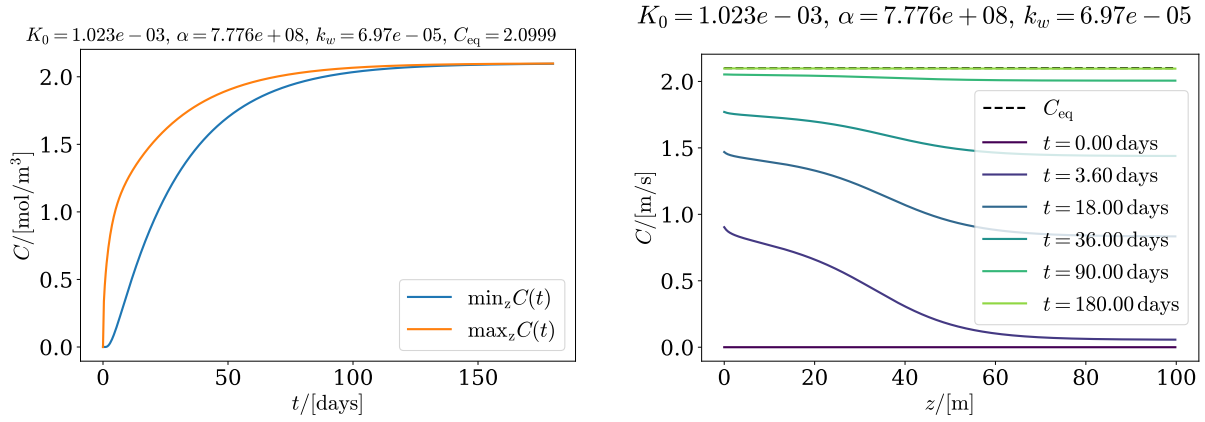 K₀ = 1.023e − 03, α = 7.776e + 08, k_w = 6.97e − 05, C_eq = 2.0999
2.0
1.5
1.0
0.5
0.0
C/[mol/m³]
min_z C(t)
max_z C(t)
0 50 100 150
t/[days]
K₀ = 1.023e − 03, α = 7.776e + 08, k_w = 6.97e − 05
2.0
1.5
1.0
0.5
0.0
C/[m/s]
C_eq
t = 0.00 days
t = 3.60 days
t = 18.00 days
t = 36.00 days
t = 90.00 days
t = 180.00 days
0 20 40 60 80 100
z/[m]